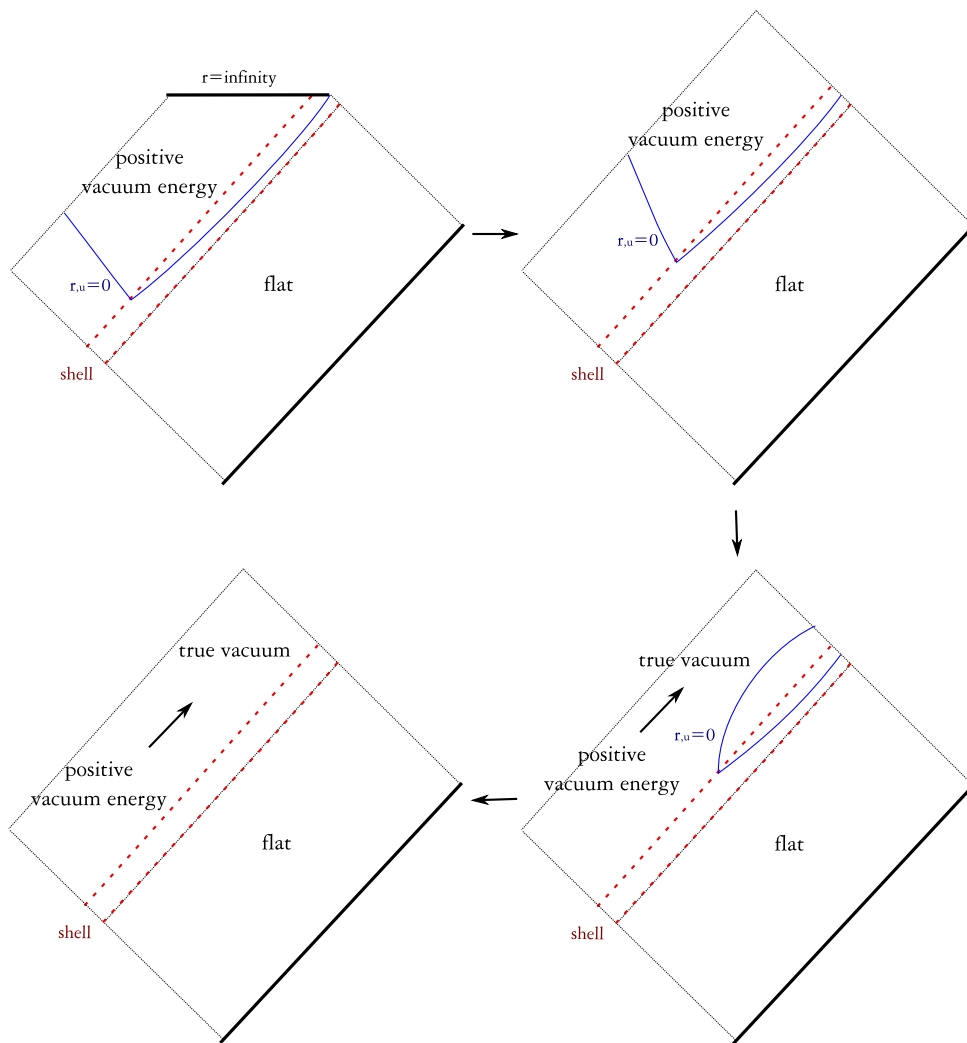 r=infinity
positive
vacuum energy
r,u=0
flat
shell
positive
vacuum energy
r,u=0
flat
shell
true vacuum
positive
vacuum energy
flat
shell
true vacuum
r,u=0
positive
vacuum energy
flat
shell